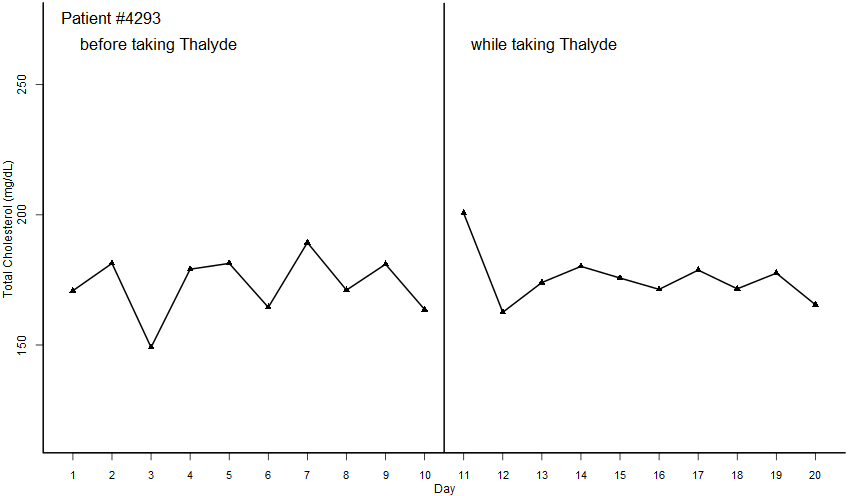 Patient #4293
before taking Thalyde
while taking Thalyde
250
200
150
Total Cholesterol (mg/dL)
1 2 3 4 5 6 7 8 9 10 11 12 13 14 15 16 17 18 19 20
Day